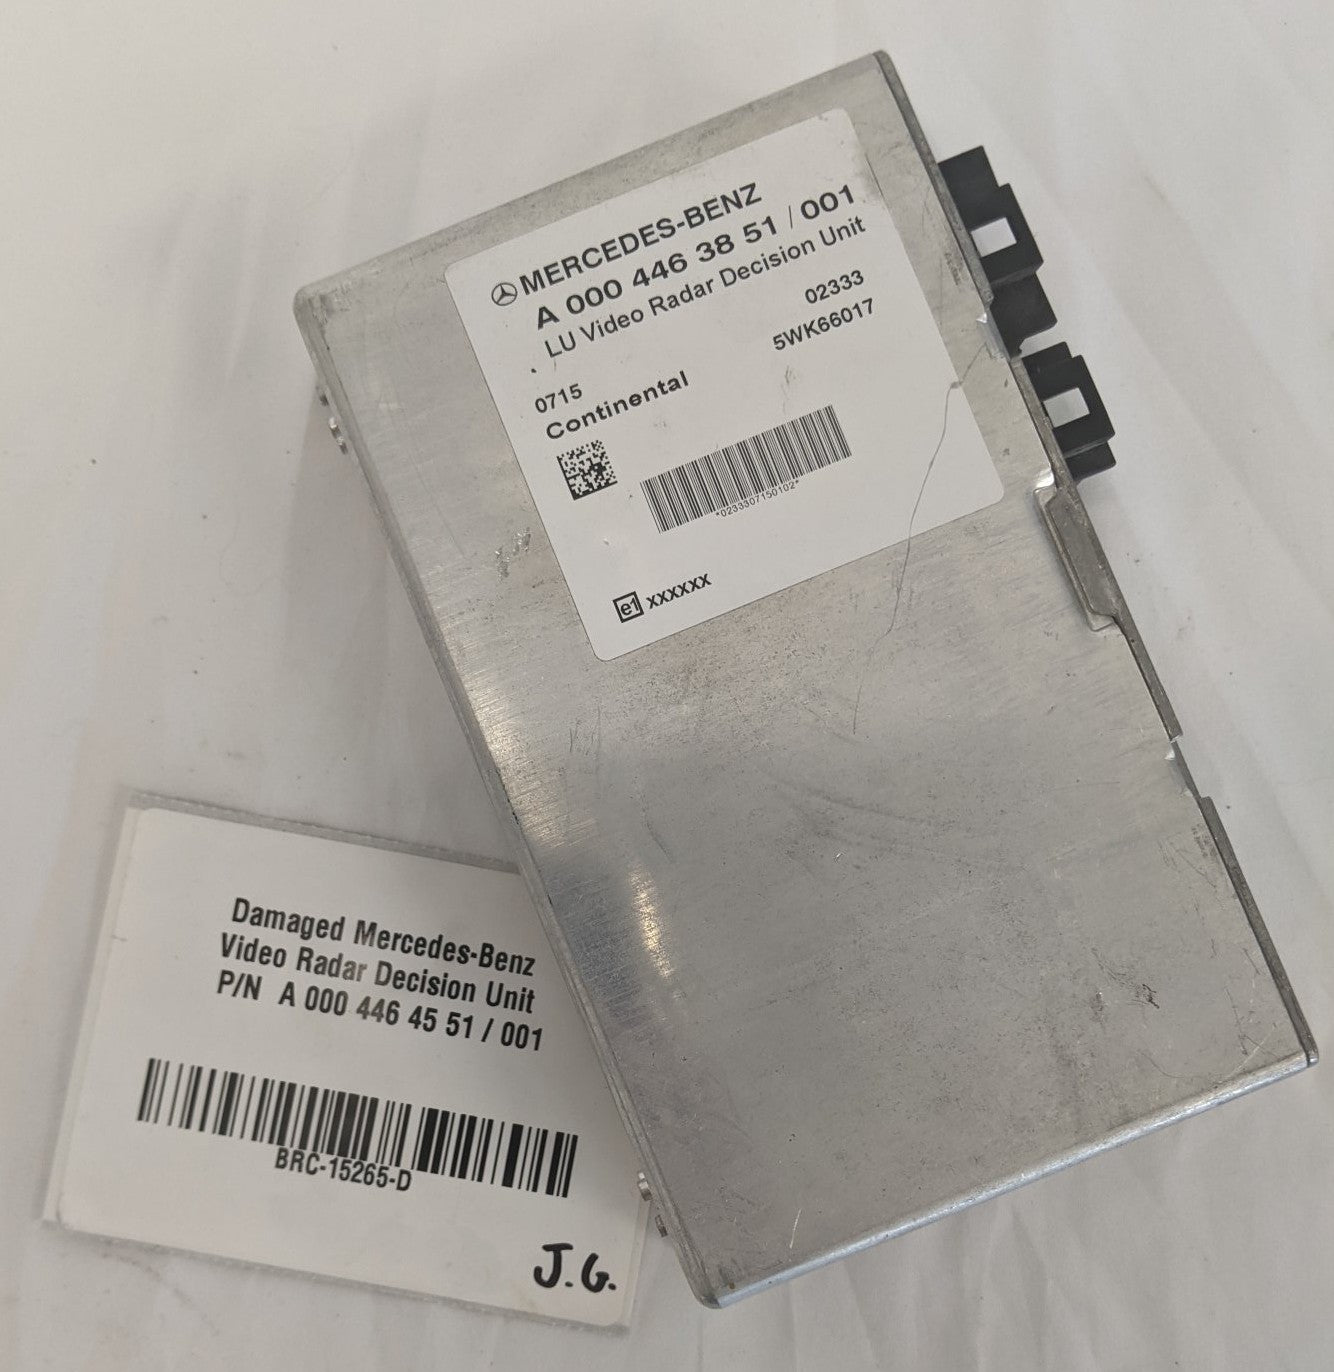 MERCEDES-BENZ
A 000 446 38 51 / 001
LU Video Radar Decision Unit
02333
0715
5WK66017
Continental
*0233307150102*
e1 xxxxxx
Damaged Mercedes-Benz
Video Radar Decision Unit
P/N A 000 446 45 51 / 001
BRC-15265-D
J.G.